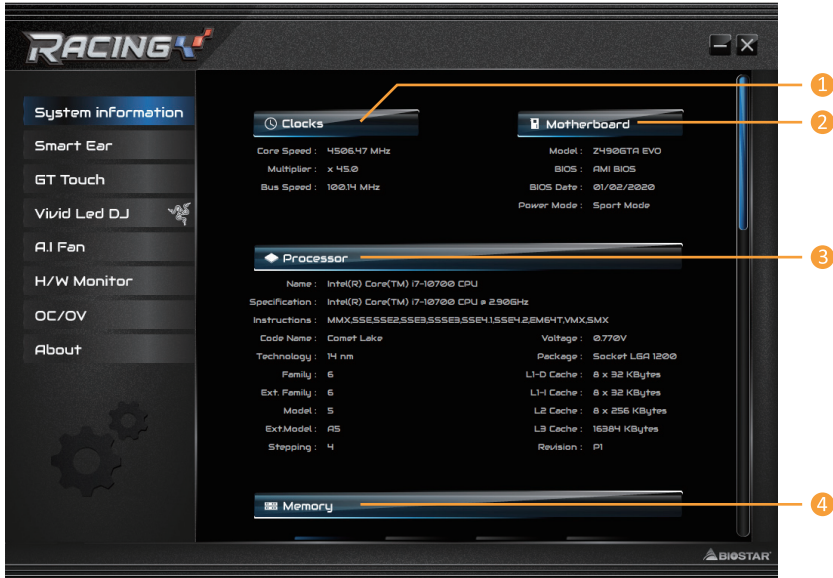 RACING
System information
Smart Ear
GT Touch
Vivid Led DJ
A.I Fan
H/W Monitor
OC/OV
About
Clocks
Core Speed : 4506.47 MHz
Multiplier : x 45.0
Bus Speed : 100.14 MHz
Motherboard
Model : Z490GTA EVO
BIOS : AMI BIOS
BIOS Date : 01/02/2020
Power Mode : Sport Mode
Processor
Name : Intel(R) Core(TM) i7-10700 CPU
Specification : Intel(R) Core(TM) i7-10700 CPU @ 2.90GHz
Instructions : MMX,SSE,SSE2,SSE3,SSSE3,SSE4.1,SSE4.2,EM64T,VMX,SMX
Code Name : Comet Lake
Technology : 14 nm
Family : 6
Ext. Family : 6
Model : 5
Ext.Model : A5
Stepping : 4
Voltage : 0.770V
Package : Socket LGA 1200
L1-D Cache : 8 x 32 KBytes
L1-I Cache : 8 x 32 KBytes
L2 Cache : 8 x 256 KBytes
L3 Cache : 16384 KBytes
Revision : P1
Memory
BIOSTAR
1
2
3
4